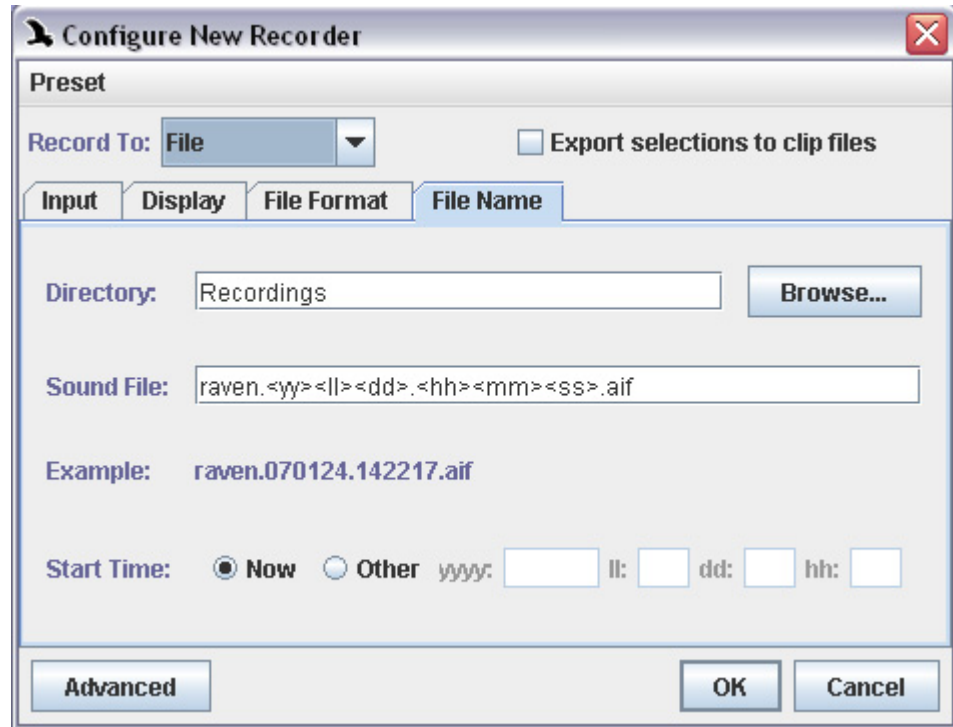 Configure New Recorder
Preset
Record To: File Export selections to clip files
Input Display File Format File Name
Directory: Recordings Browse...
Sound File: raven.<yy><ll><dd>.<hh><mm><ss>.aif
Example: raven.070124.142217.aif
Start Time: Now Other yyyy: ll: dd: hh:
Advanced OK Cancel